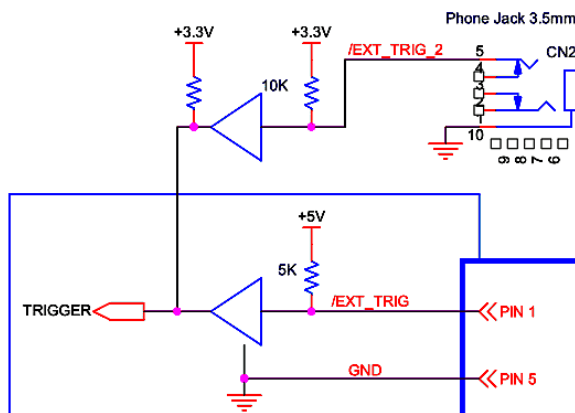 Phone Jack 3.5mm
+3.3V
+3.3V
/EXT_TRIG_2
5
CN2
4
10K
3
2
10
9
8
7
6
+5V
5K
TRIGGER
/EXT_TRIG
PIN 1
GND
PIN 5